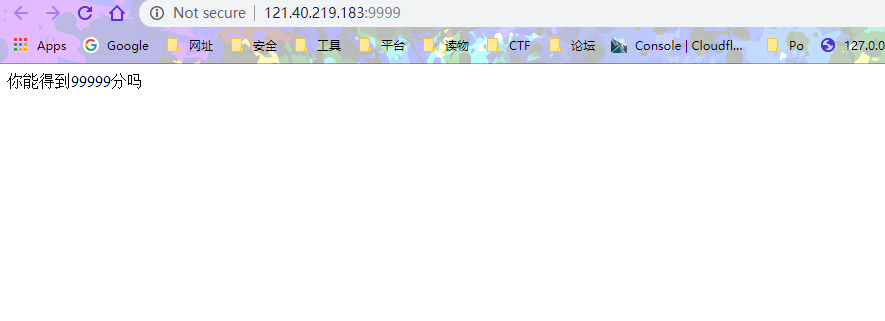 Not secure | 121.40.219.183:9999
Apps Google 网址 安全 工具 平台 读物 CTF 论坛 Console | Cloudfl... Po 127.0.0
你能得到99999分吗